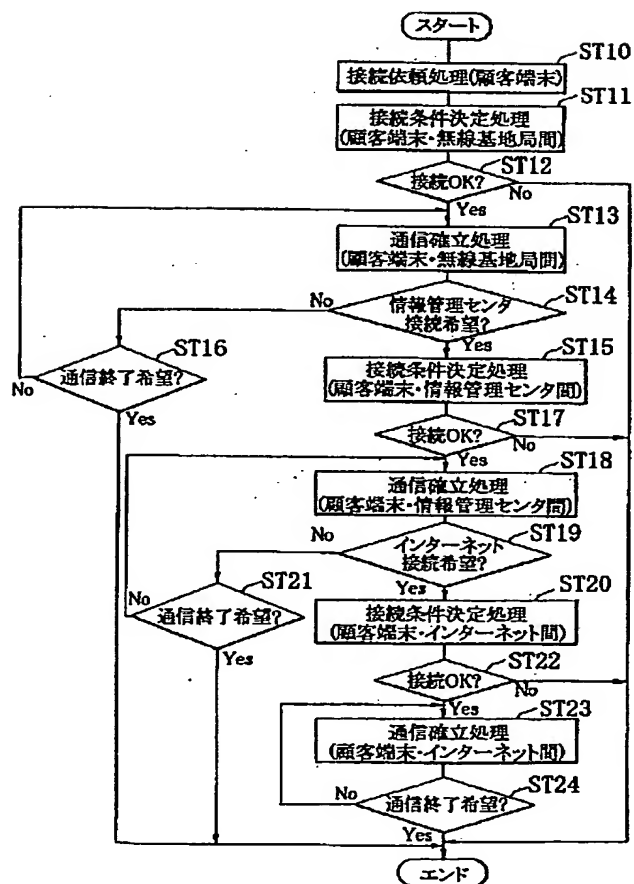 スタート
ST10
接続依頼処理(顧客端末)
ST11
接続条件決定処理
(顧客端末・無線基地局間)
ST12
接続OK?
No
Yes
ST13
通信確立処理
(顧客端末・無線基地局間)
ST14
No
情報管理センタ
接続希望?
Yes
ST15
ST16
接続条件決定処理
(顧客端末・情報管理センタ間)
No
通信終了希望?
Yes
ST17
接続OK?
No
Yes
ST18
通信確立処理
(顧客端末・情報管理センタ間)
ST19
No
インターネット
接続希望?
Yes
ST20
ST21
No
通信終了希望?
Yes
接続条件決定処理
(顧客端末・インターネット間)
ST22
接続OK?
No
Yes
ST23
通信確立処理
(顧客端末・インターネット間)
ST24
No
通信終了希望?
Yes
エンド